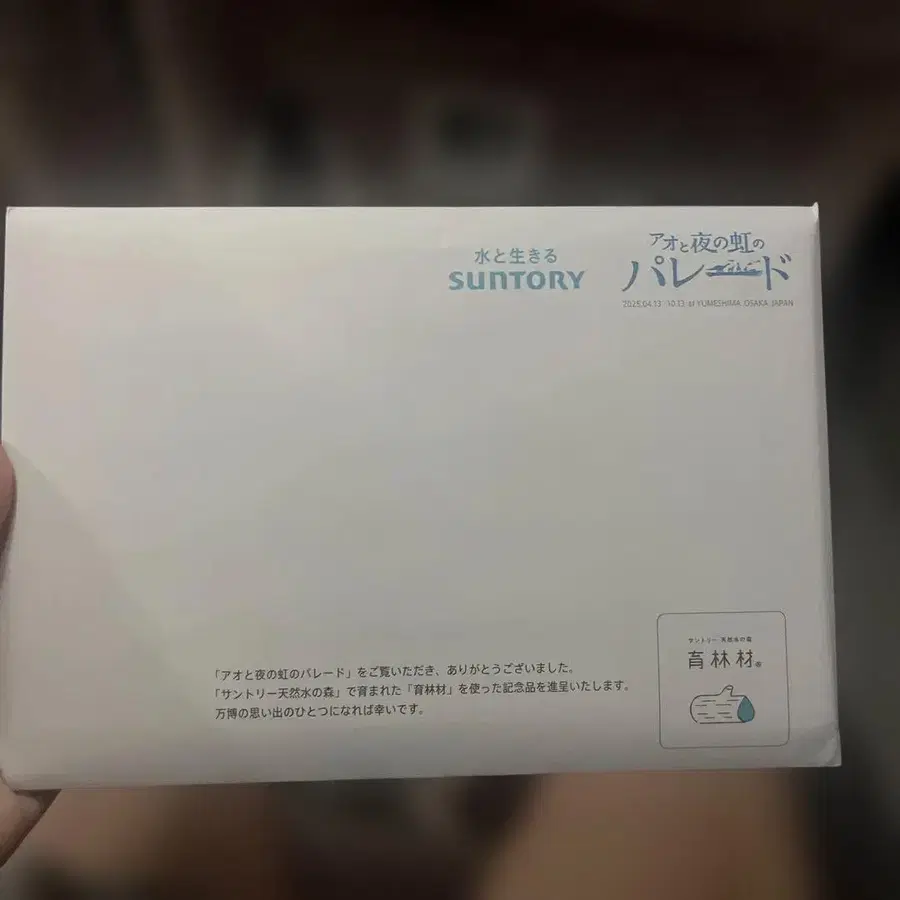 水と生きる
SUNTORY
アオと夜の虹の
パレード
2025.04.13 - 10.13 at YUMESHIMA, OSAKA, JAPAN
「アオと夜の虹のパレード」をご覧いただき、ありがとうございました。
「サントリー天然水の森」で育まれた「育林材」を使った記念品を進呈いたします。
万博の思い出のひとつになれば幸いです。
サントリー 天然水の森
育林材®